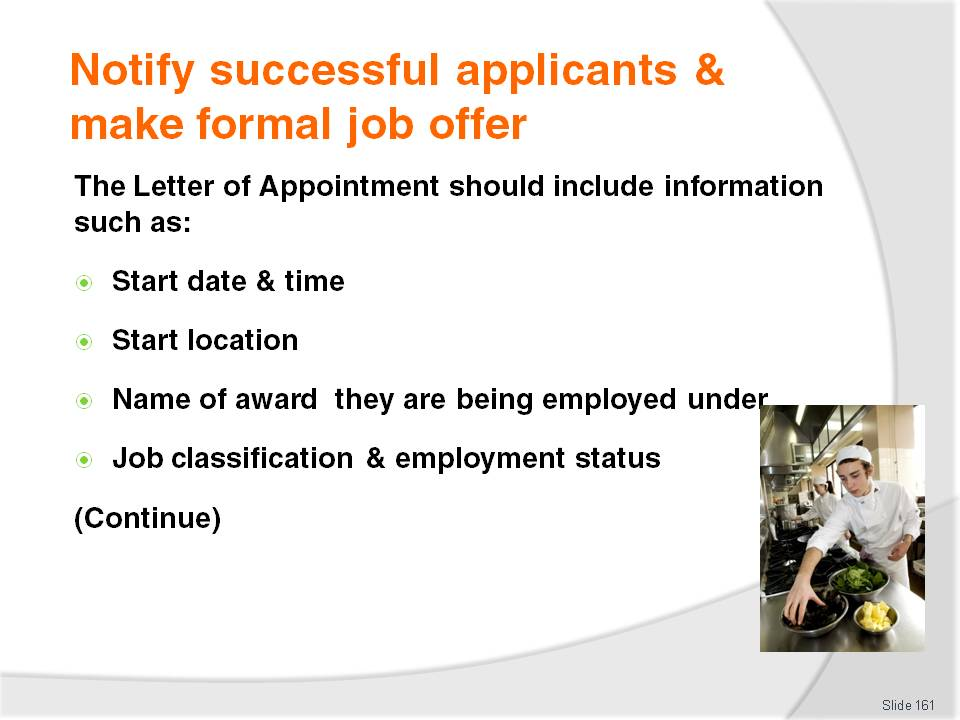 Notify successful applicants &
make formal job offer
The Letter of Appointment should include information
such as:
Start date & time
Start location
Name of award  they are being employed under
Job classification & employment status
(Continue)
Slide 161